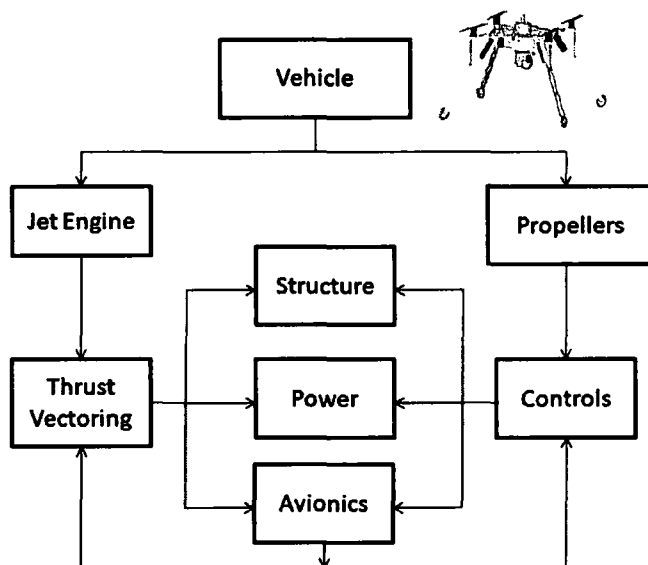 Vehicle
Jet Engine
Propellers
Structure
Thrust
Vectoring
Power
Controls
Avionics